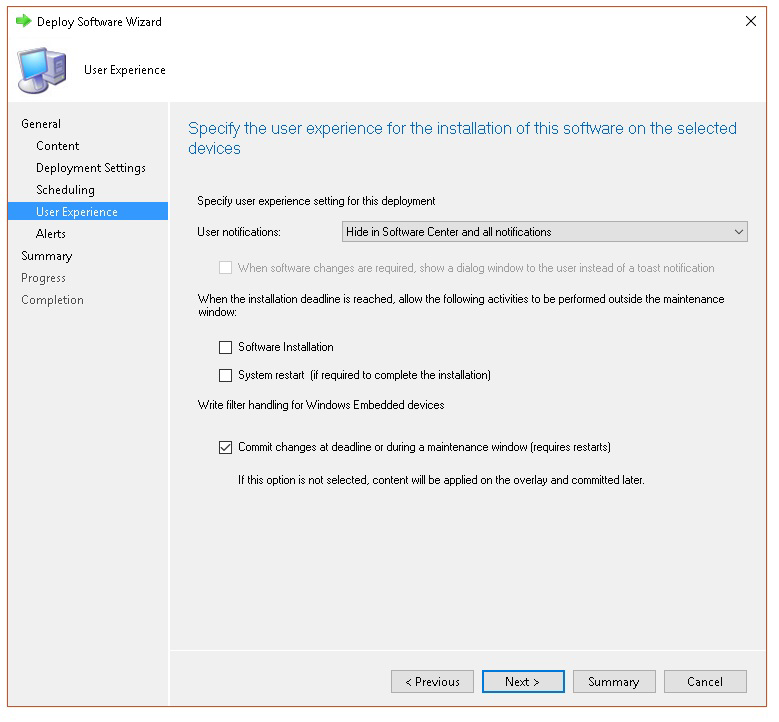 Deploy Software Wizard
User Experience
General
Content
Deployment Settings
Scheduling
User Experience
Alerts
Summary
Progress
Completion
Specify the user experience for the installation of this software on the selected
devices
Specify user experience setting for this deployment
User notifications:
Hide in Software Center and all notifications
When software changes are required, show a dialog window to the user instead of a toast notification
When the installation deadline is reached, allow the following activities to be performed outside the maintenance
window:
Software Installation
System restart (if required to complete the installation)
Write filter handling for Windows Embedded devices
Commit changes at deadline or during a maintenance window (requires restarts)
If this option is not selected, content will be applied on the overlay and committed later.
< Previous
Next >
Summary
Cancel